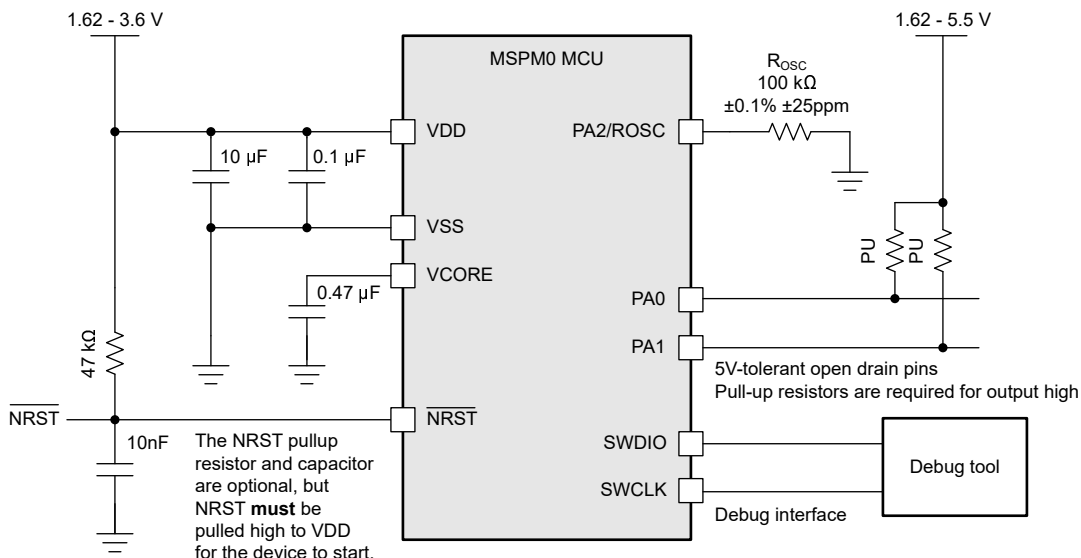 1.62 - 3.6 V
1.62 - 5.5 V
MSPM0 MCU
ROSC
100 kΩ
±0.1% ±25ppm
VDD
PA2/ROSC
10 µF
0.1 µF
VSS
PU
PU
VCORE
0.47 µF
PA0
47 kΩ
PA1
5V-tolerant open drain pins
Pull-up resistors are required for output high
NRST
NRST
10nF
The NRST pullup
resistor and capacitor
are optional, but
NRST must be
pulled high to VDD
for the device to start.
SWDIO
SWCLK
Debug tool
Debug interface